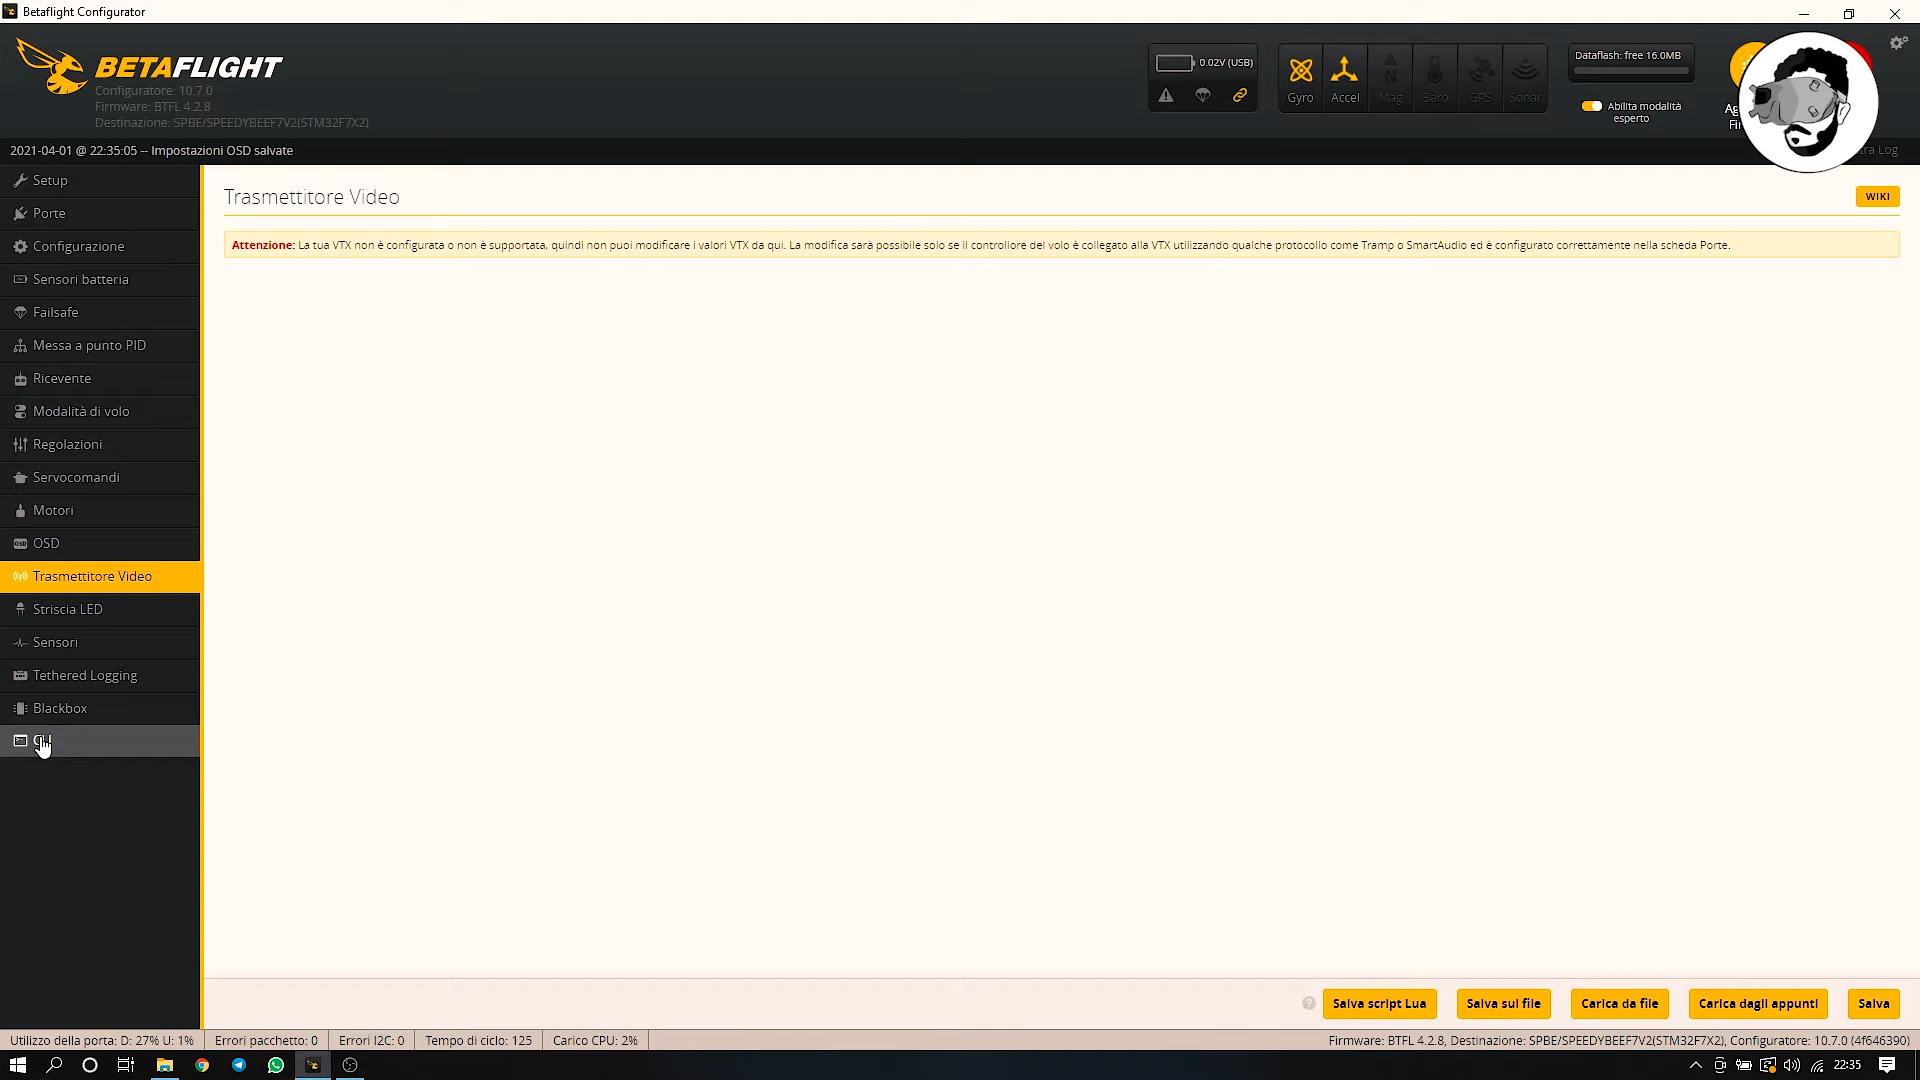 Betaflight Configurator
BETAFLIGHT
Configuratore: 10.7.0
Firmware: BTFL 4.2.8
Destinazione: SPBE/SPEEDYBEEF7V2(STM32F7X2)
0.02V (USB)
Gyro
Accel
Mag
Baro
GPS
Sonar
Dataflash: free 16.0MB
Abilita modalità
esperto
2021-04-01 @ 22:35:05 -- Impostazioni OSD salvate
Log
Setup
Porte
Configurazione
Sensori batteria
Failsafe
Messa a punto PID
Ricevente
Modalità di volo
Regolazioni
Servocomandi
Motori
OSD
Trasmettitore Video
Striscia LED
Sensori
Tethered Logging
Blackbox
Trasmettitore Video
WIKI
Attenzione: La tua VTX non è configurata o non è supportata, quindi non puoi modificare i valori VTX da qui. La modifica sarà possibile solo se il controllore del volo è collegato alla VTX utilizzando qualche protocollo come Tramp o SmartAudio ed è configurato correttamente nella scheda Porte.
Salva script Lua
Salva sul file
Carica da file
Carica dagli appunti
Salva
Utilizzo della porta: D: 27% U: 1%
Errori pacchetto: 0
Errori I2C: 0
Tempo di ciclo: 125
Carico CPU: 2%
Firmware: BTFL 4.2.8, Destinazione: SPBE/SPEEDYBEEF7V2(STM32F7X2), Configuratore: 10.7.0 (4f646390)
22:35